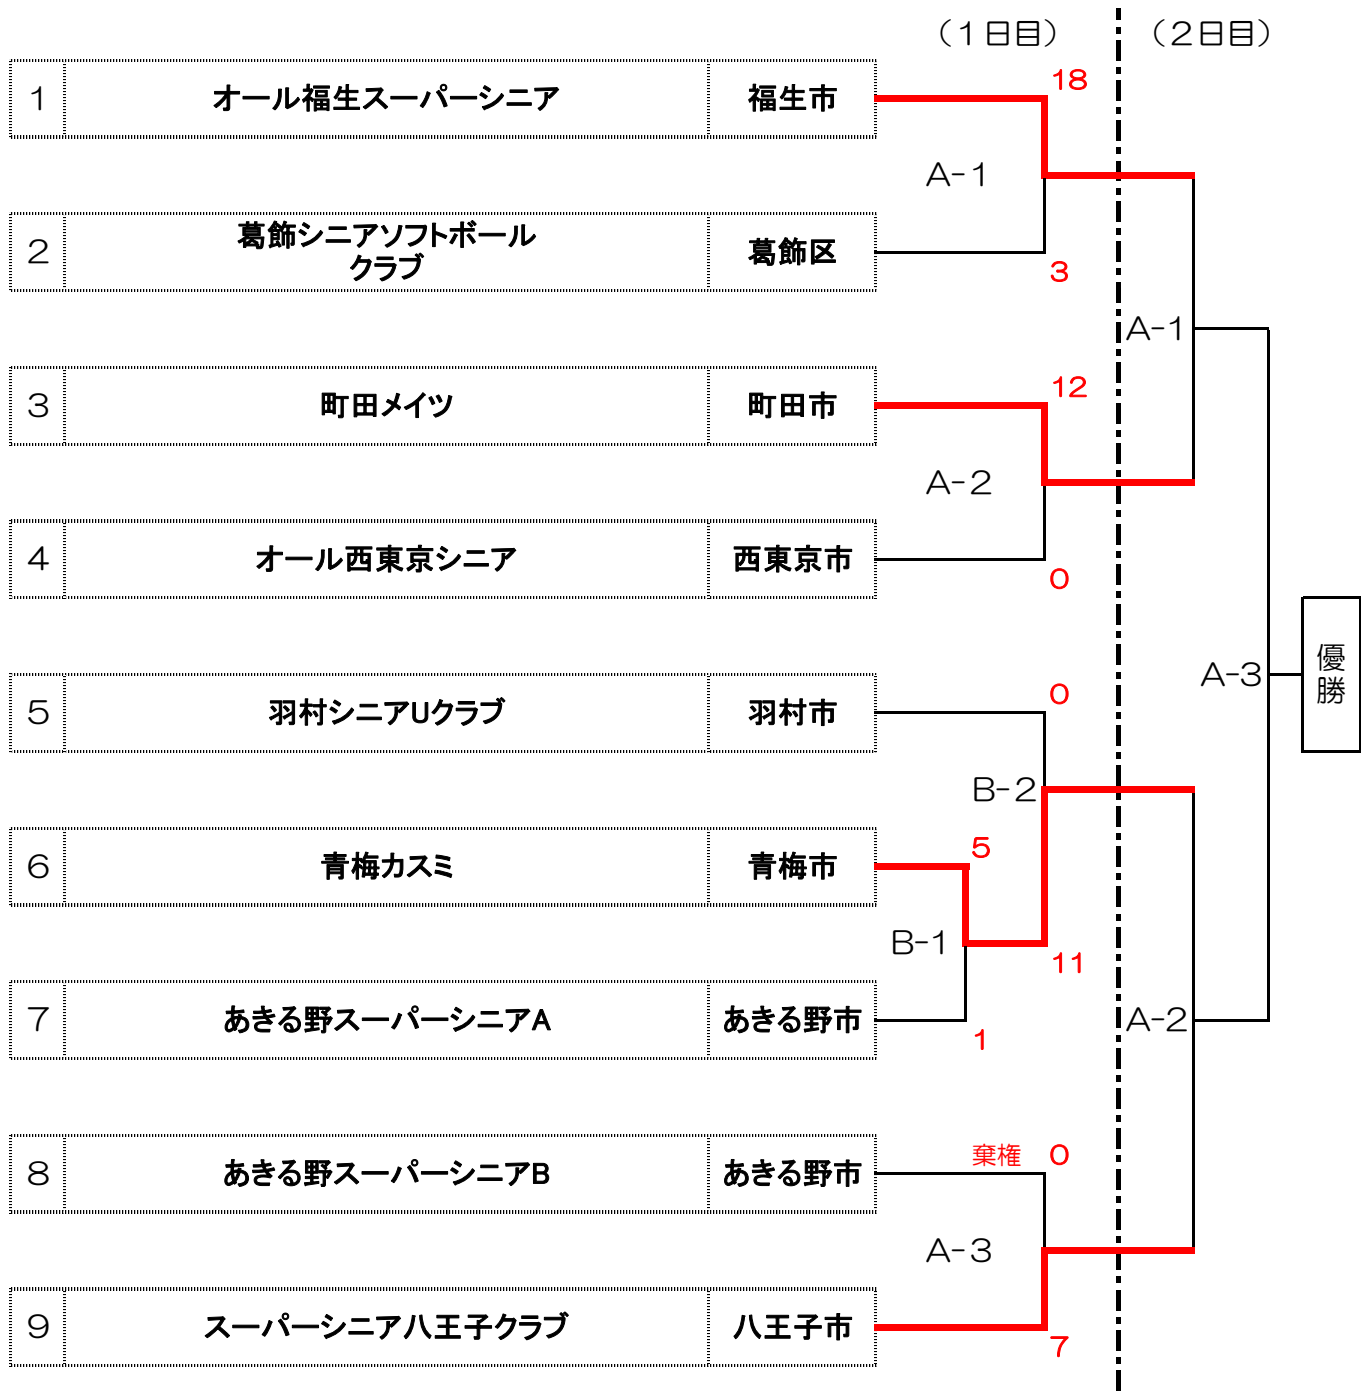 （１日目）
（２日目）
1 オール福生スーパーシニア 福生市
18
A-1
2 葛飾シニアソフトボール
クラブ
葛飾区
3
A-1
3 町田メイツ 町田市
12
A-2
4 オール西東京シニア 西東京市
0
A-3
優勝
5 羽村シニアUクラブ 羽村市
0
B-2
6 青梅カスミ 青梅市
5
B-1
11
7 あきる野スーパーシニアA あきる野市
1
A-2
8 あきる野スーパーシニアB あきる野市
棄権 0
A-3
9 スーパーシニア八王子クラブ 八王子市
7